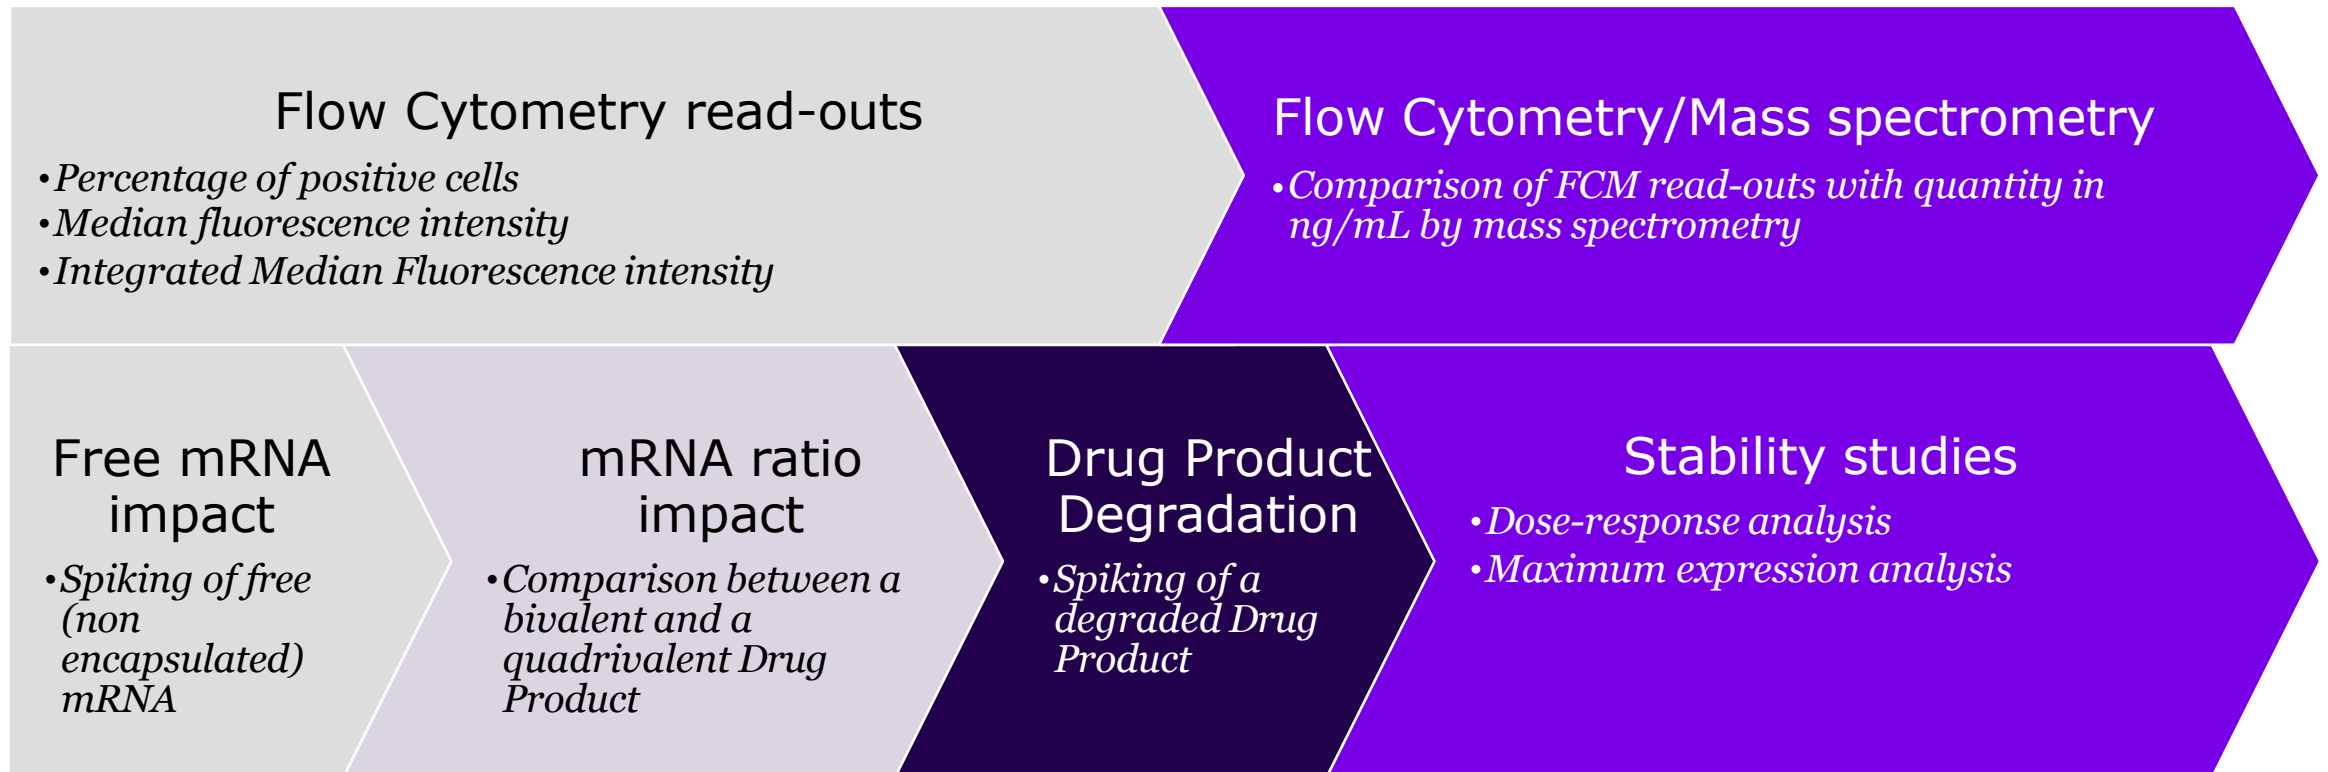 Flow Cytometry read-outs
•Percentage of positive cells
•Median fluorescence intensity
•Integrated Median Fluorescence intensity
Flow Cytometry/Mass spectrometry
•Comparison of FCM read-outs with quantity in
ng/mL by mass spectrometry
Free mRNA
impact
•Spiking of free
(non
encapsulated)
mRNA
mRNA ratio
impact
•Comparison between a
bivalent and a
quadrivalent Drug
Product
Drug Product
Degradation
•Spiking of a
degraded Drug
Product
Stability studies
•Dose-response analysis
•Maximum expression analysis